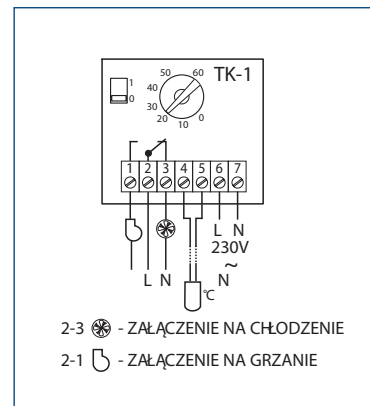 50 60 TK-1
1
40
0
30
20 10 0
1 2 3 4 5 6 7
L N
L N 230V
~
N
°C
2-3 - ZAŁĄCZENIE NA CHŁODZENIE
2-1 - ZAŁĄCZENIE NA GRZANIE